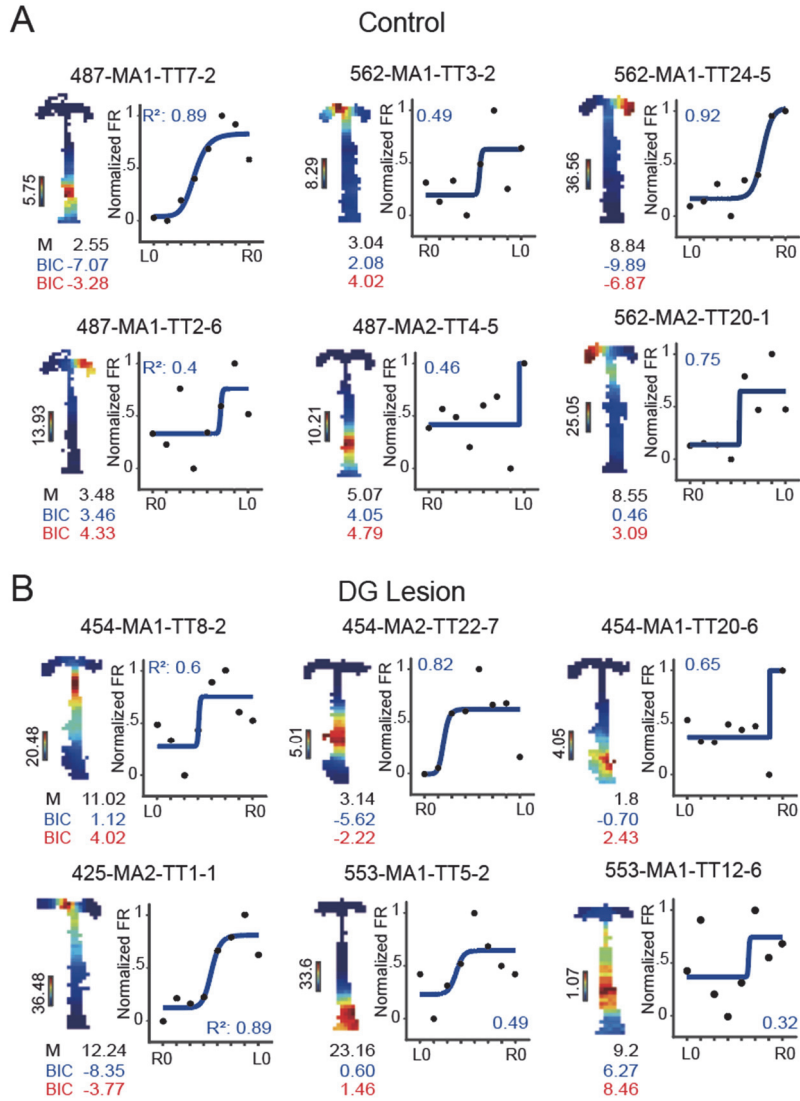 A
Control
487-MA1-TT7-2
5.75
Normalized FR
1
.5
0
R²: 0.89
L0
R0
M 2.55
BIC -7.07
BIC -3.28
562-MA1-TT3-2
8.29
Normalized FR
1
.5
0
0.49
R0
L0
3.04
2.08
4.02
562-MA1-TT24-5
36.56
Normalized FR
1
.5
0
0.92
L0
R0
8.84
-9.89
-6.87
487-MA1-TT2-6
13.93
Normalized FR
1
.5
0
R²: 0.4
R0
L0
M 3.48
BIC 3.46
BIC 4.33
487-MA2-TT4-5
10.21
Normalized FR
1
.5
0
0.46
R0
L0
5.07
4.05
4.79
562-MA2-TT20-1
25.05
Normalized FR
1
.5
0
0.75
R0
L0
8.55
0.46
3.09
B
DG Lesion
454-MA1-TT8-2
20.48
Normalized FR
1
.5
0
R²: 0.6
L0
R0
M 11.02
BIC 1.12
BIC 4.02
454-MA2-TT22-7
5.01
Normalized FR
1
.5
0
0.82
R0
L0
3.14
-5.62
-2.22
454-MA1-TT20-6
4.05
Normalized FR
1
.5
0
0.65
L0
R0
1.8
-0.70
2.43
425-MA2-TT1-1
36.48
Normalized FR
1
.5
0
R²: 0.89
R0
L0
M 12.24
BIC -8.35
BIC -3.77
553-MA1-TT5-2
33.6
Normalized FR
1
.5
0
0.49
L0
R0
23.16
0.60
1.46
553-MA1-TT12-6
1.07
Normalized FR
1
.5
0
0.32
L0
R0
9.2
6.27
8.46